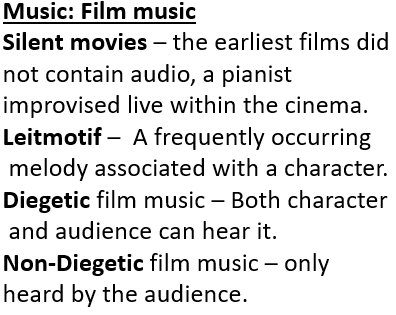 Music: Film music
Silent movies – the earliest films did
not contain audio, a pianist
improvised live within the cinema.
Leitmotif – A frequently occurring
melody associated with a character.
Diegetic film music – Both character
and audience can hear it.
Non-Diegetic film music – only
heard by the audience.